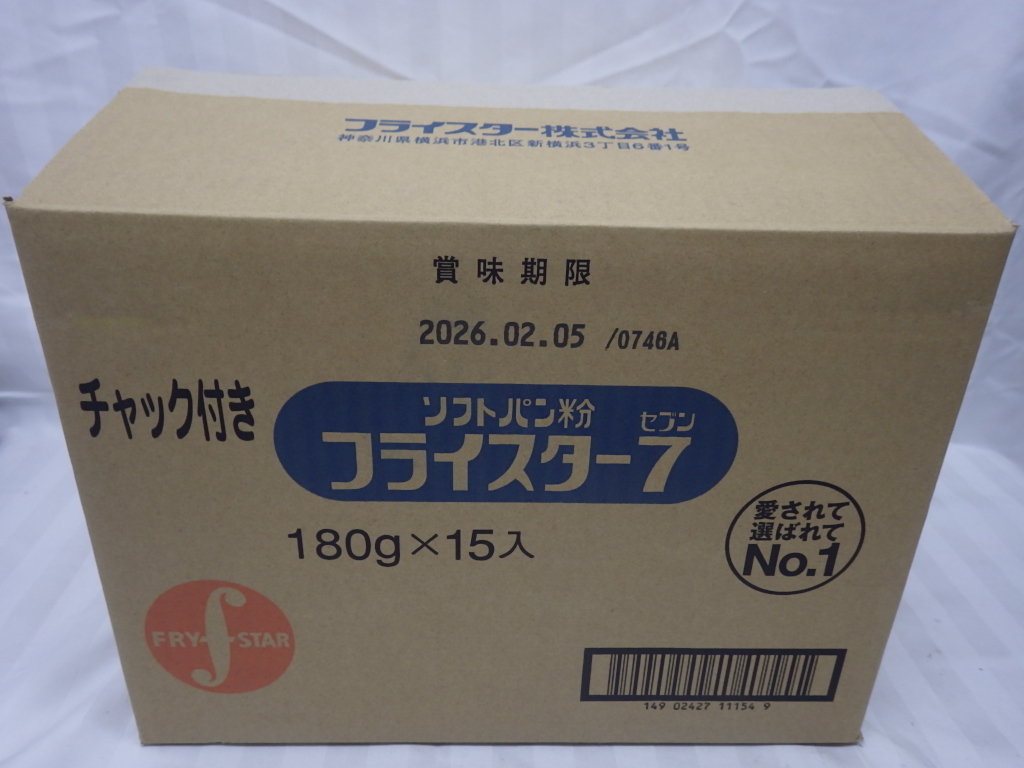 フライスター株式会社
神奈川県横浜市港北区新横浜3丁目6番1号
賞味期限
2026.02.05 /0746A
チャック付き
ソフトパン粉 セブン
フライスター7
180g×15入
愛されて
選ばれて
No.1
FRY f STAR
149 02427 11154 9